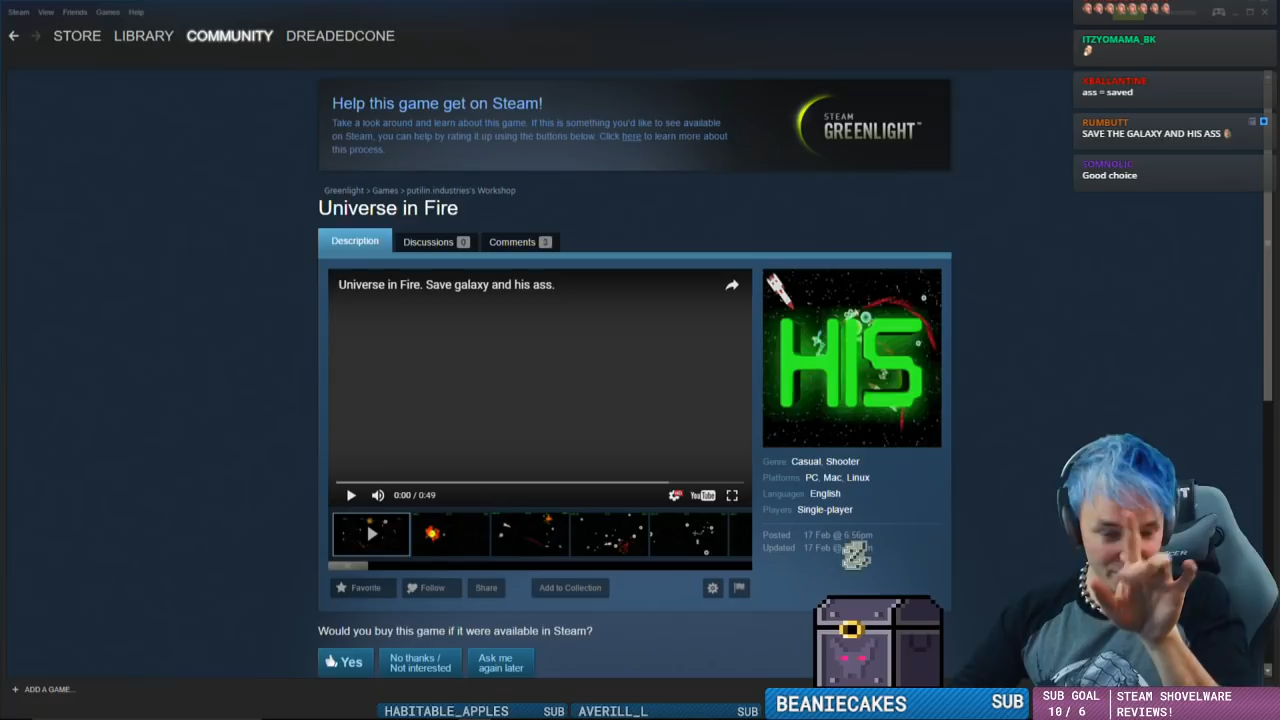 Steam View Friends Games Help
STORE LIBRARY COMMUNITY DREADEDCONE
Help this game get on Steam!
Take a look around and learn about this game. If this is something you'd like to see available
on Steam, you can help by rating it up using the buttons below. Click here to learn more about
this process.
STEAM
GREENLIGHT™
Greenlight > Games > putilin industries's Workshop
Universe in Fire
Description Discussions 0 Comments 3
Universe in Fire. Save galaxy and his ass.
HIS
0:00 / 0:49
YouTube
Genre: Casual, Shooter
Platforms: PC, Mac, Linux
Languages: English
Players: Single-player
Posted 17 Feb @ 6:56pm
Updated 17 Feb @
Favorite Follow Share Add to Collection
Would you buy this game if it were available in Steam?
Yes
No thanks /
Not interested
Ask me
again later
+ ADD A GAME...
ITZYOMAMA_BK
XBALLANTINE
ass = saved
RUMBUTT
SAVE THE GALAXY AND HIS ASS
SOMNOLIC
Good choice
HABITABLE_APPLES SUB AVERILL_L SUB
BEANIECAKES SUB
SUB GOAL
10 / 6
STEAM SHOVELWARE
REVIEWS!